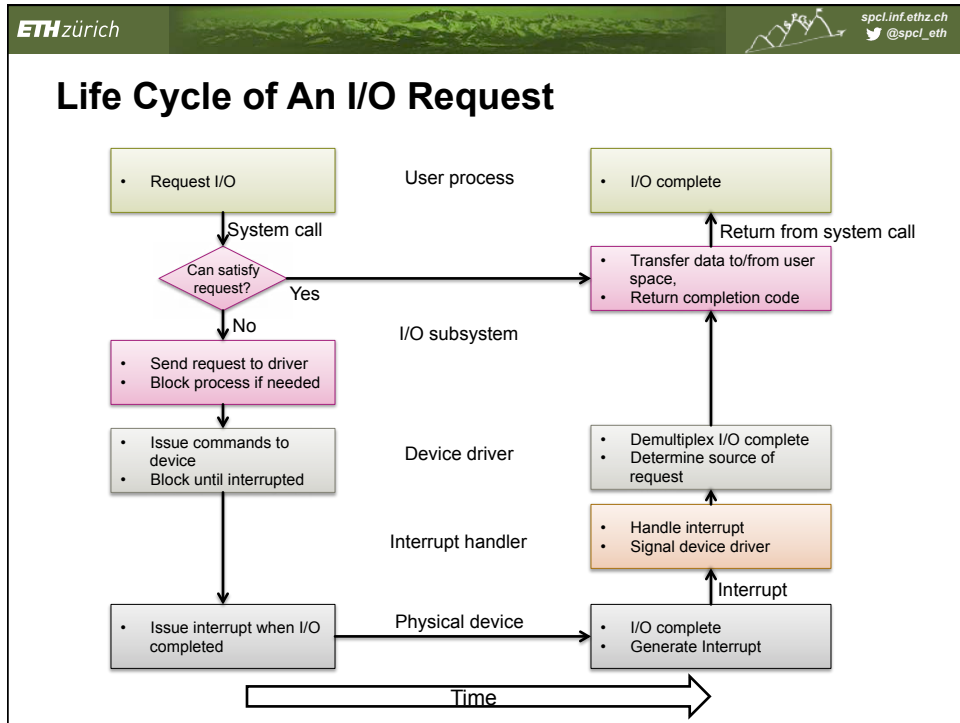 ETH zürich
spcl
spcl.inf.ethz.ch
@spcl_eth
Life Cycle of An I/O Request
• Request I/O
User process
• I/O complete
System call
Return from system call
Can satisfy
request?
Yes
• Transfer data to/from user
space,
• Return completion code
No
I/O subsystem
• Send request to driver
• Block process if needed
• Issue commands to
device
• Block until interrupted
Device driver
• Demultiplex I/O complete
• Determine source of
request
Interrupt handler
• Handle interrupt
• Signal device driver
Interrupt
• Issue interrupt when I/O
completed
Physical device
• I/O complete
• Generate Interrupt
Time